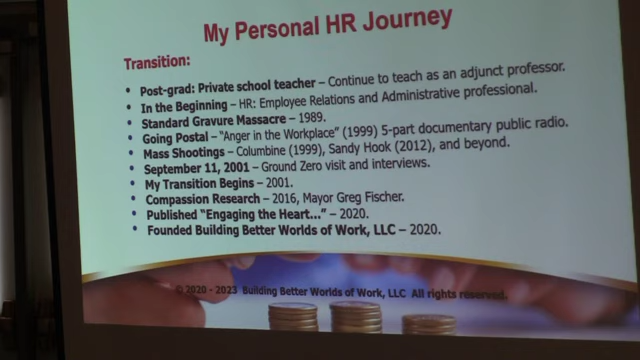 My Personal HR Journey
Transition:
• Post-grad: Private school teacher – Continue to teach as an adjunct professor.
• In the Beginning – HR: Employee Relations and Administrative professional.
• Standard Gravure Massacre – 1989.
• Going Postal – “Anger in the Workplace” (1999) 5-part documentary public radio.
• Mass Shootings – Columbine (1999), Sandy Hook (2012), and beyond.
• September 11, 2001 – Ground Zero visit and interviews.
• My Transition Begins – 2001.
• Compassion Research – 2016, Mayor Greg Fischer.
• Published “Engaging the Heart...” – 2020.
• Founded Building Better Worlds of Work, LLC – 2020.
© 2020 - 2023 Building Better Worlds of Work, LLC All rights reserved.